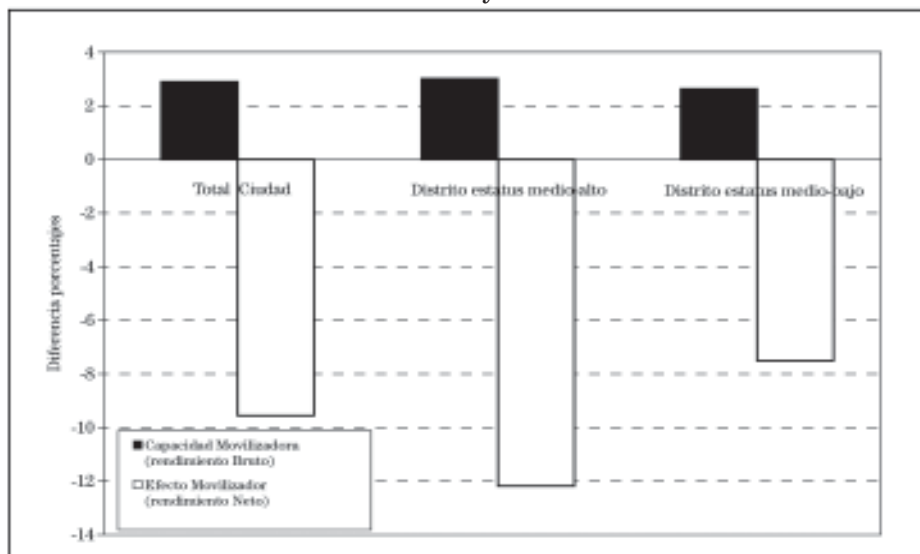 y
4
2
0
-2
-4
-6
-8
-10
-12
-14
Diferencia porcentajes
Total Ciudad
Distrito estatus medio-alto
Distrito estatus medio-bajo
Capacidad Movilizadora
(rendimiento Bruto)
Efecto Movilizador
(rendimiento Neto)